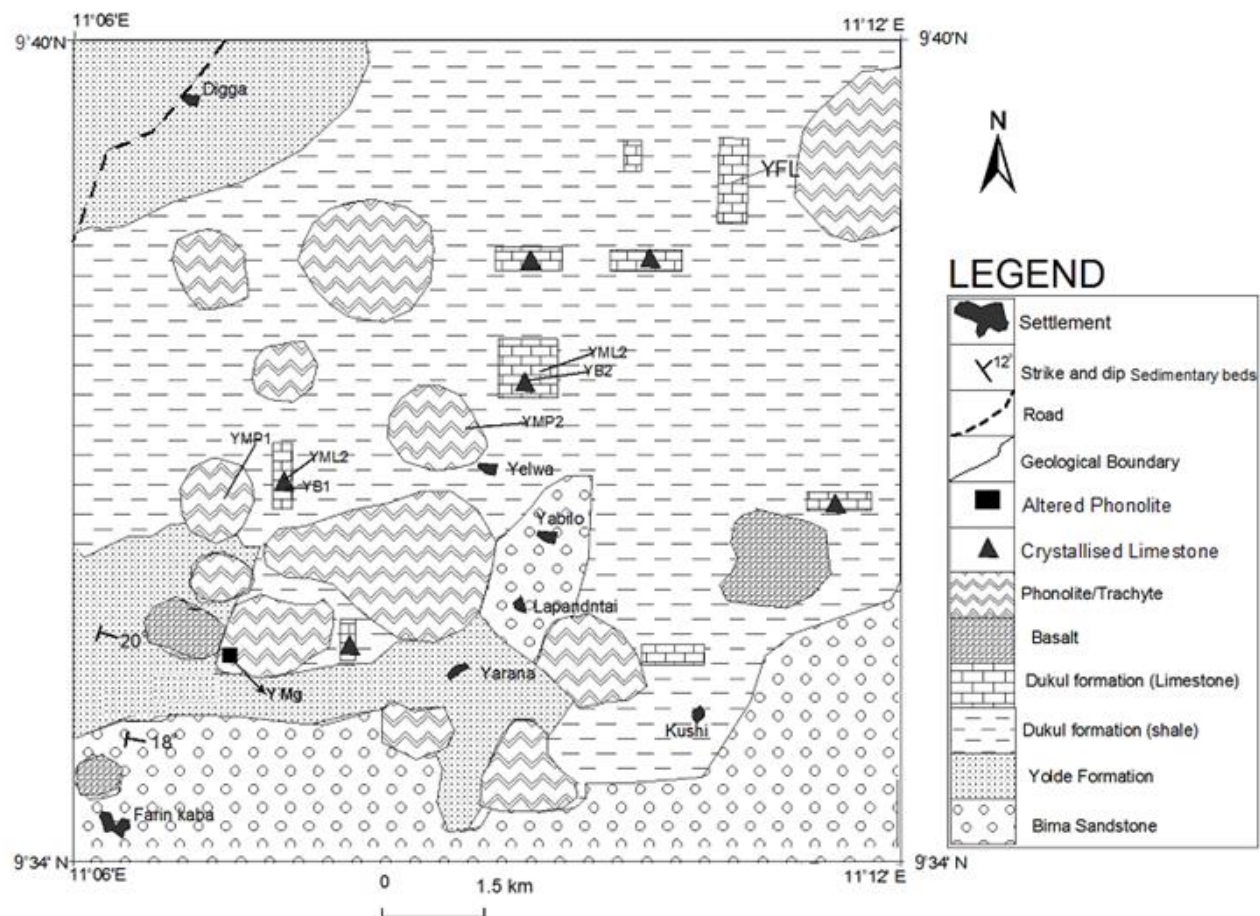 11°06'E
11°12' E
9°40'N
9°40'N
Digga
N
YFL
LEGEND
Settlement
12°
Strike and dip Sedimentary beds
Road
Geological Boundary
Altered Phonolite
Crystallised Limestone
Phonolite/Trachyte
Basalt
Dukul formation (Limestone)
Dukul formation (shale)
Yolde Formation
Bima Sandstone
YML2
YB2
YMP2
YMP1
YML2
YB1
Yelwa
Yabilo
Lapandntai
20°
Yarana
Y Mg
Kushi
18°
Farin kaba
9°34' N
9°34' N
11°06'E
11°12'E
0
1.5 km